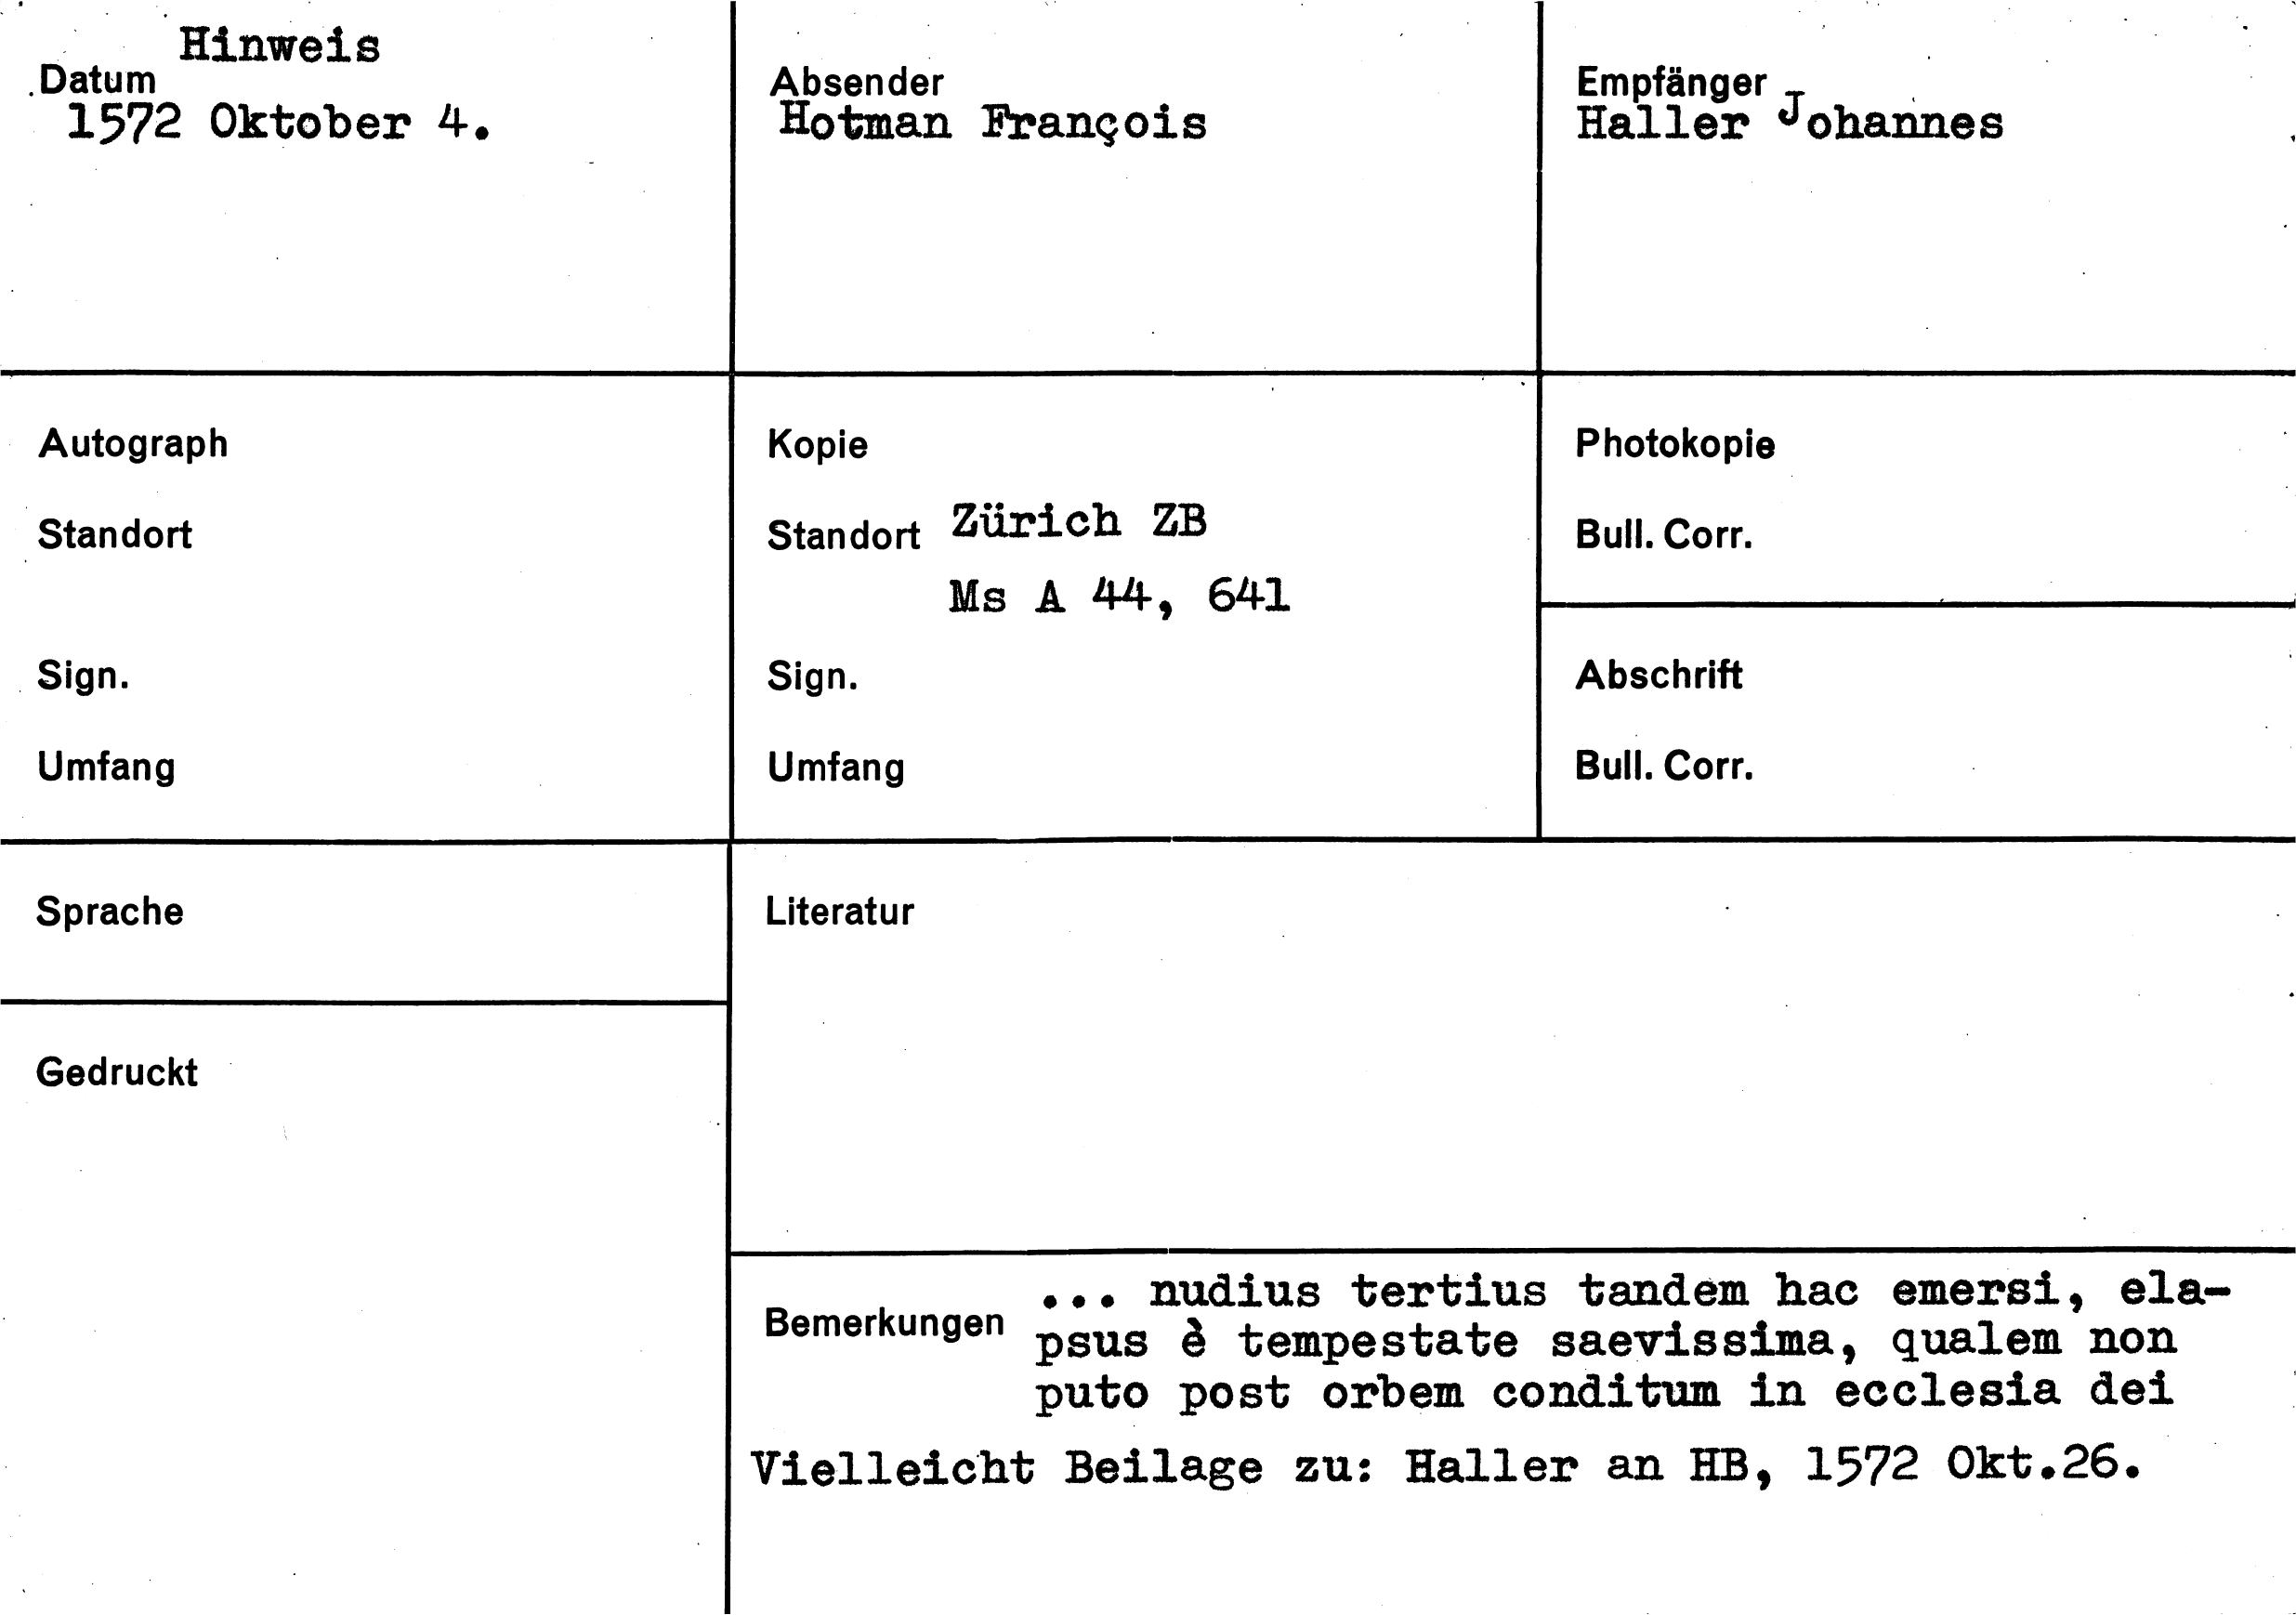 Hinweis
Datum
1572 Oktober 4.
Absender
Hotman François
Empfänger
Haller Johannes
Autograph
Standort
Sign.
Umfang
Kopie
Standort Zürich ZB
Ms A 44, 641
Sign.
Umfang
Photokopie
Bull. Corr.
Abschrift
Bull. Corr.
Sprache
Literatur
Gedruckt
Bemerkungen ... nudius tertius tandem hac emersi, ela-
psus è tempestate saevissima, qualem non
puto post orbem conditum in ecclesia dei
Vielleicht Beilage zu: Haller an HB, 1572 Okt.26.